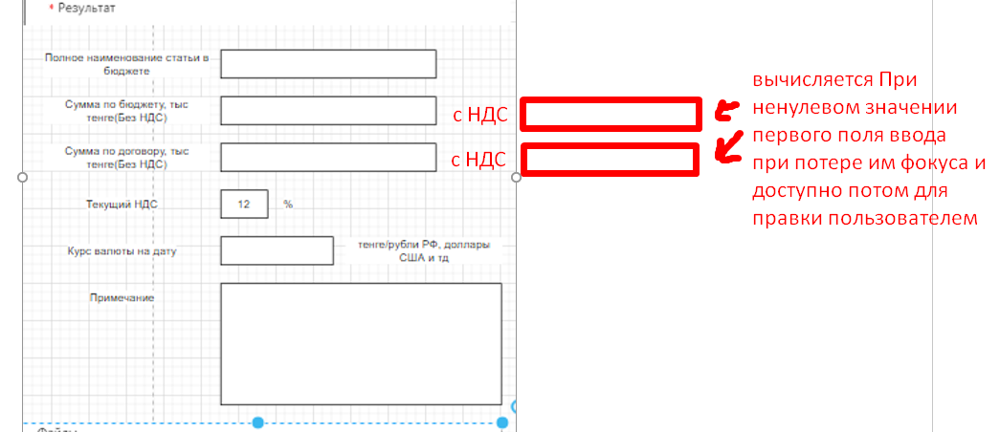 * Результат
Полное наименование статьи в
бюджете
Сумма по бюджету, тыс
тенге(Без НДС)
с НДС
Сумма по договору, тыс
тенге(Без НДС)
с НДС
вычисляется При
ненулевом значении
первого поля ввода
при потере им фокуса и
доступно потом для
правки пользователем
Текущий НДС
12
%
Курс валюты на дату
тенге/рубли РФ, доллары
США и тд
Примечание
Файлы